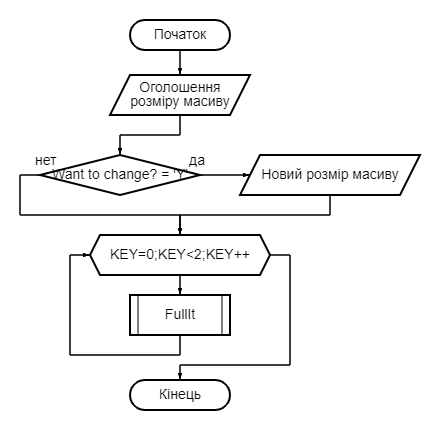 Початок
Оголошення
розміру масиву
нет
да
Want to change? = 'Y'
Новий розмір масиву
KEY=0;KEY<2;KEY++
FullIt
Кінець